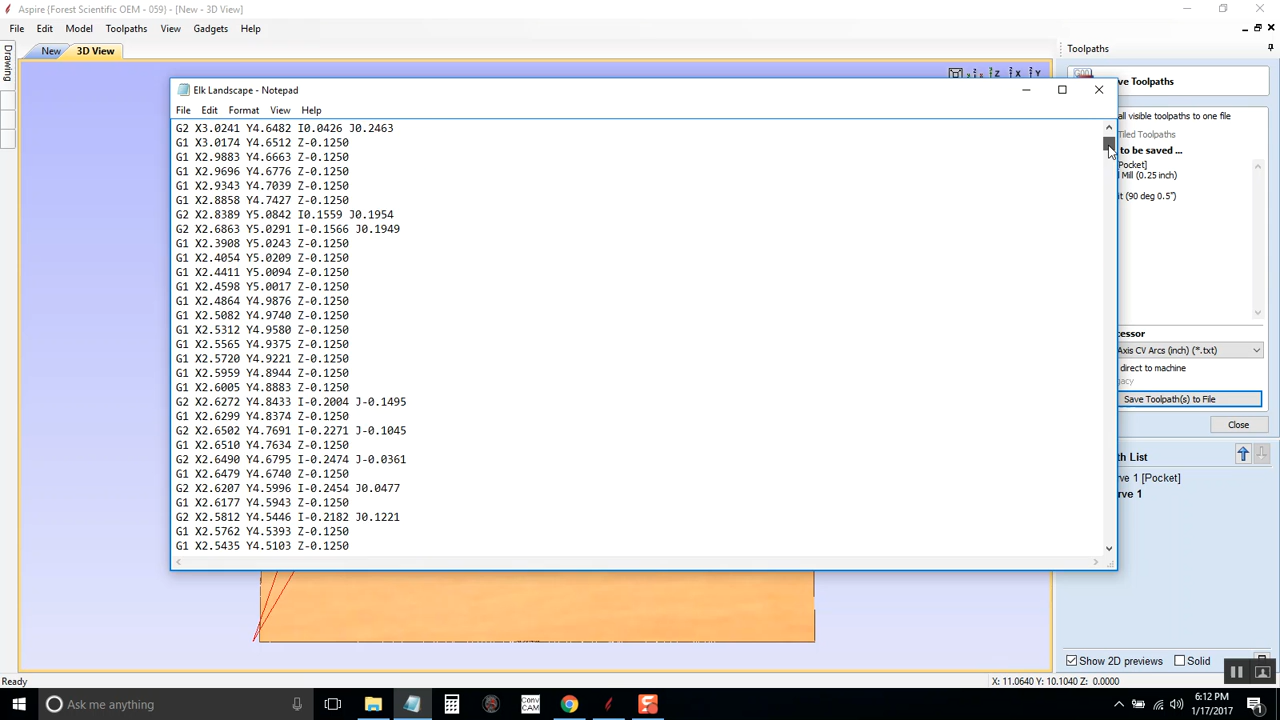 Aspire (Forest Scientific OEM - 059) - [New - 3D View]
File Edit Model Toolpaths View Gadgets Help
Drawing
New 3D View
Toolpaths
Elk Landscape - Notepad
File Edit Format View Help
G2 X3.0241 Y4.6482 I0.0426 J0.2463
G1 X3.0174 Y4.6512 Z-0.1250
G1 X2.9883 Y4.6663 Z-0.1250
G1 X2.9696 Y4.6776 Z-0.1250
G1 X2.9343 Y4.7039 Z-0.1250
G1 X2.8858 Y4.7427 Z-0.1250
G2 X2.8389 Y5.0842 I0.1559 J0.1954
G2 X2.6863 Y5.0291 I-0.1566 J0.1949
G1 X2.3908 Y5.0243 Z-0.1250
G1 X2.4054 Y5.0209 Z-0.1250
G1 X2.4411 Y5.0094 Z-0.1250
G1 X2.4598 Y5.0017 Z-0.1250
G1 X2.4864 Y4.9876 Z-0.1250
G1 X2.5082 Y4.9740 Z-0.1250
G1 X2.5312 Y4.9580 Z-0.1250
G1 X2.5565 Y4.9375 Z-0.1250
G1 X2.5720 Y4.9221 Z-0.1250
G1 X2.5959 Y4.8944 Z-0.1250
G1 X2.6005 Y4.8883 Z-0.1250
G2 X2.6272 Y4.8433 I-0.2004 J-0.1495
G1 X2.6299 Y4.8374 Z-0.1250
G2 X2.6502 Y4.7691 I-0.2271 J-0.1045
G1 X2.6510 Y4.7634 Z-0.1250
G2 X2.6490 Y4.6795 I-0.2474 J-0.0361
G1 X2.6479 Y4.6740 Z-0.1250
G2 X2.6207 Y4.5996 I-0.2454 J0.0477
G1 X2.6177 Y4.5943 Z-0.1250
G2 X2.5812 Y4.5446 I-0.2182 J0.1221
G1 X2.5762 Y4.5393 Z-0.1250
G1 X2.5435 Y4.5103 Z-0.1250
ve Toolpaths
all visible toolpaths to one file
Tiled Toolpaths
to be saved ...
[Pocket]
Mill (0.25 inch)
it (90 deg 0.5")
cessor
Axis CV Arcs (inch) (*.txt)
direct to machine
gacy
Save Toolpath(s) to File
Close
th List
rve 1 [Pocket]
rve 1
Show 2D previews Solid
Ready
X: 11.0640 Y: 10.1040 Z: 0.0000
Ask me anything
Conv
CAM
6:12 PM
1/17/2017